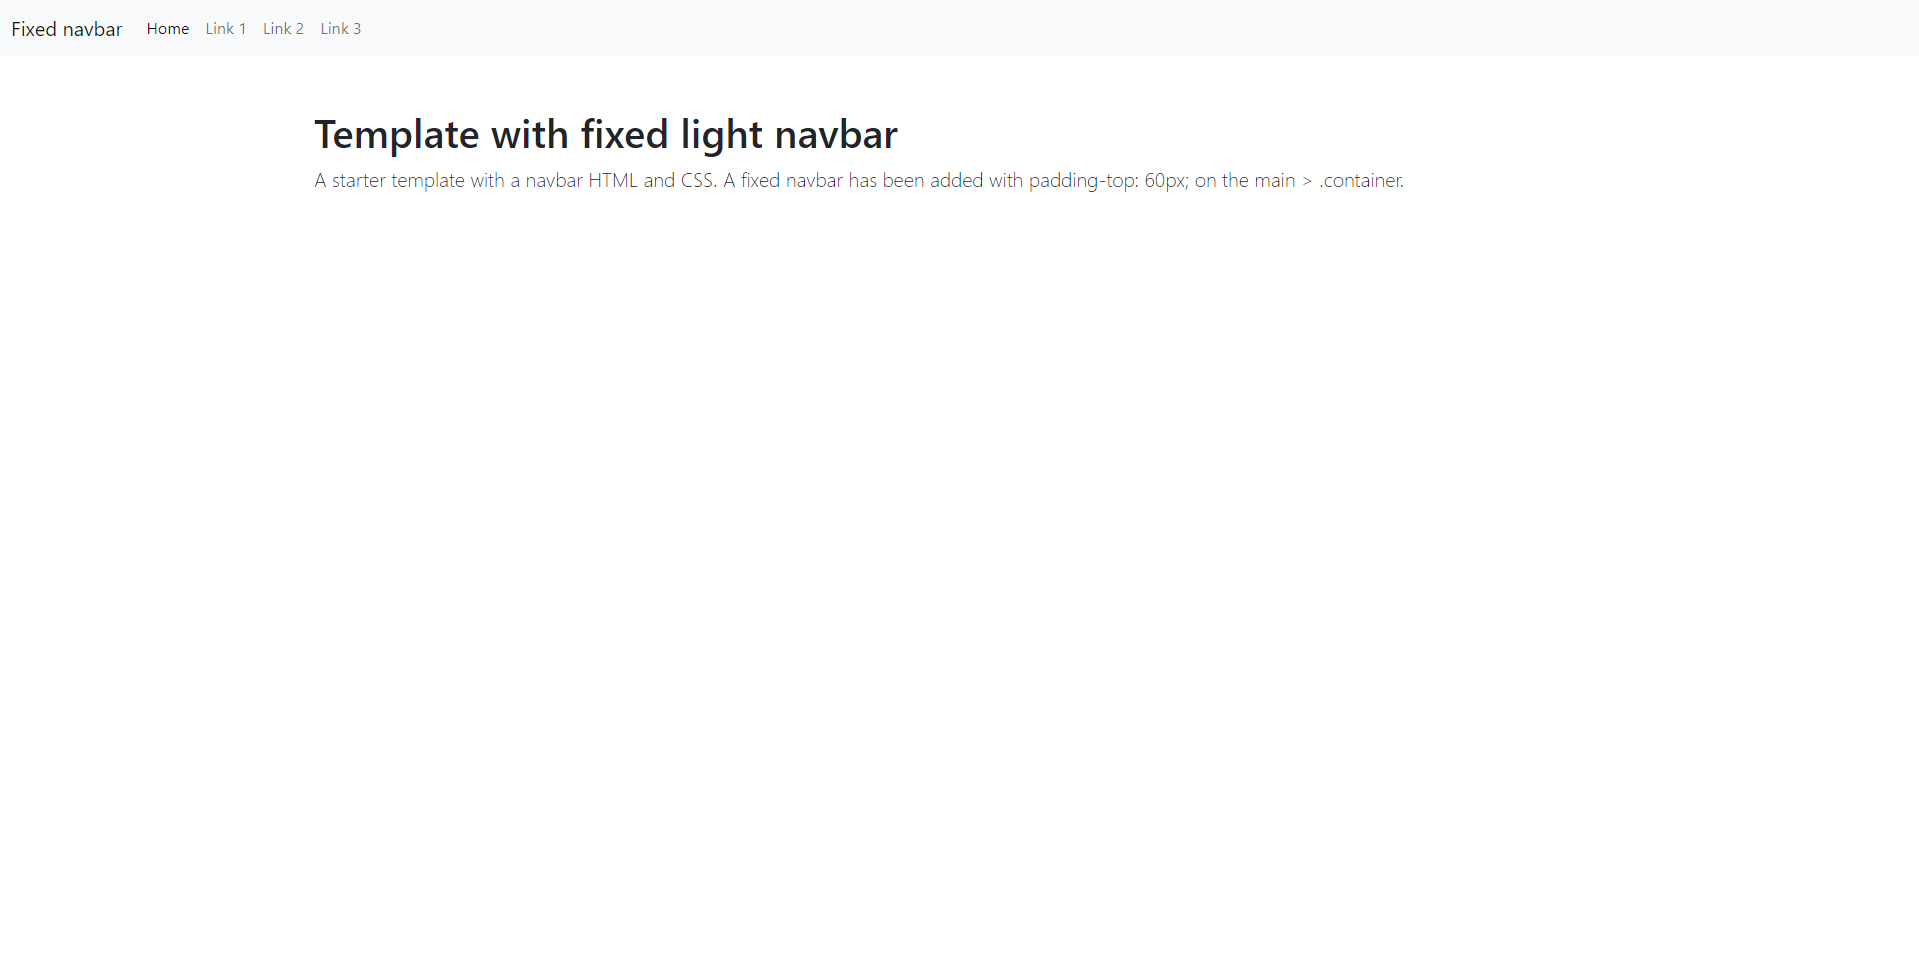 Fixed navbar Home Link 1 Link 2 Link 3
Template with fixed light navbar
A starter template with a navbar HTML and CSS. A fixed navbar has been added with padding-top: 60px; on the main > .container.